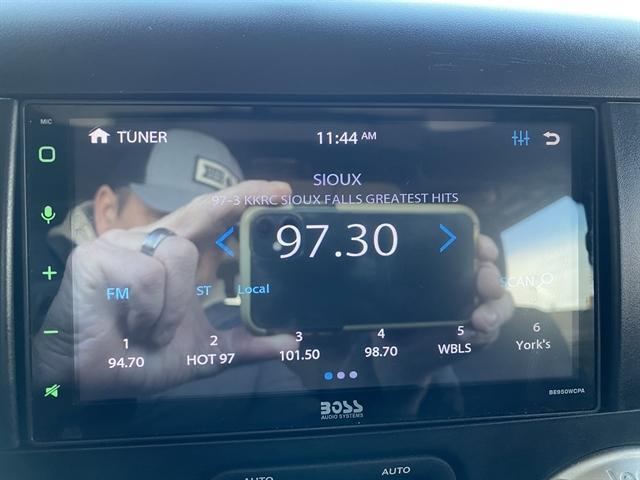 MIC
TUNER 11:44 AM
SIOUX
97-3 KKRC SIOUX FALLS GREATEST HITS
97.30
FM ST Local SCAN
1 2 3 4 5 6
94.70 HOT 97 101.50 98.70 WBLS York's
BOSS
AUDIO SYSTEMS
BE950WCPA
AUTO AUTO